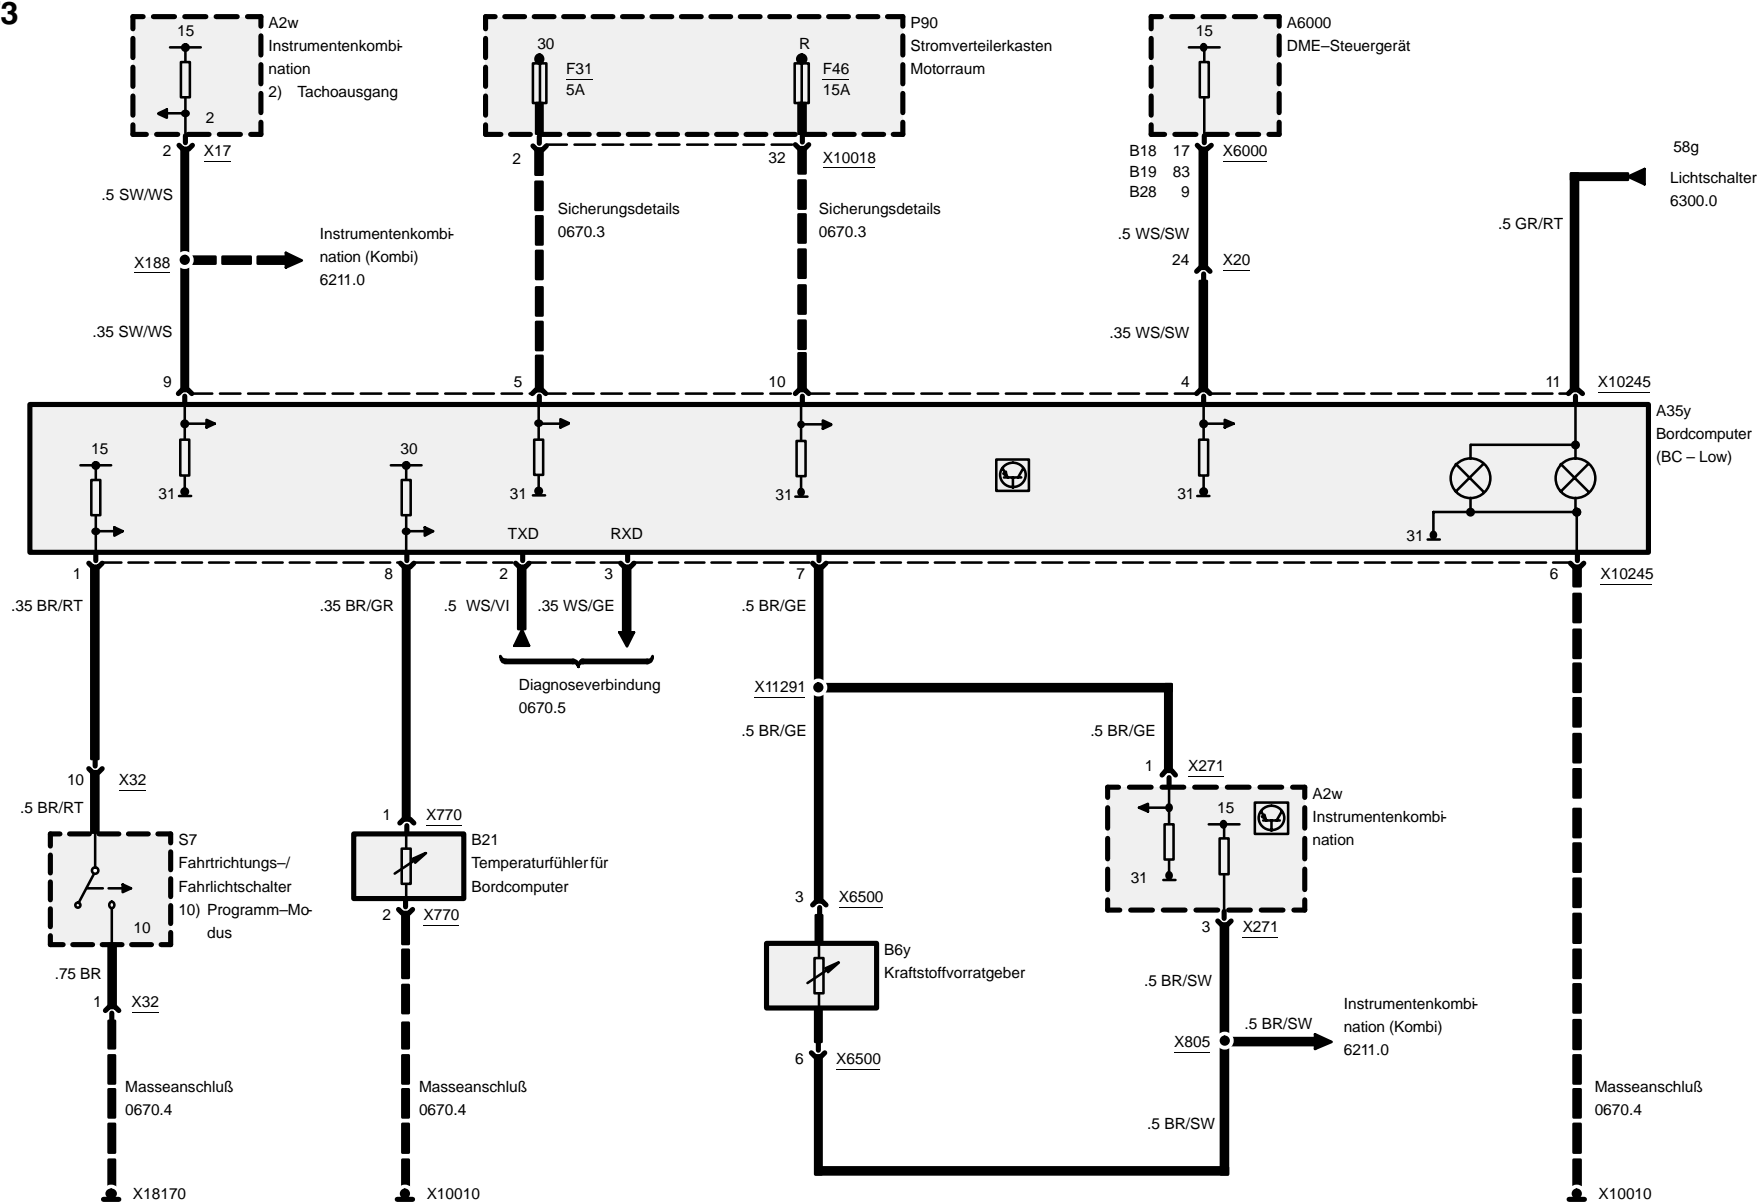 3
15
A2w
Instrumentenkombi-
nation
2) Tachoausgang
2
2 X17
.5 SW/WS
X188
Instrumentenkombi-
nation (Kombi)
6211.0
.35 SW/WS
9
P90
Stromverteilerkasten
Motorraum
30
F31
5A
R
F46
15A
2
32 X10018
Sicherungsdetails
0670.3
Sicherungsdetails
0670.3
5
10
A6000
DME–Steuergerät
15
B18 17 X6000
B19 83
B28 9
.5 WS/SW
24 X20
.35 WS/SW
4
58g
Lichtschalter
6300.0
.5 GR/RT
11 X10245
A35y
Bordcomputer
(BC – Low)
15
31
30
31
31
31
31
TXD
RXD
1
8
2
3
7
6 X10245
.35 BR/RT
.35 BR/GR
.5 WS/VI
.35 WS/GE
.5 BR/GE
Diagnoseverbindung
0670.5
X11291
.5 BR/GE
.5 BR/GE
10 X32
.5 BR/RT
S7
Fahrtrichtungs–/
Fahrlichtschalter
10) Programm–Mo-
dus
10
.75 BR
1 X32
Masseanschluß
0670.4
X18170
1 X770
B21
Temperaturfühler für
Bordcomputer
2 X770
Masseanschluß
0670.4
X10010
3 X6500
B6y
Kraftstoffvorratgeber
6 X6500
1 X271
A2w
Instrumentenkombi-
nation
15
31
3 X271
.5 BR/SW
X805
.5 BR/SW
Instrumentenkombi-
nation (Kombi)
6211.0
.5 BR/SW
Masseanschluß
0670.4
X10010